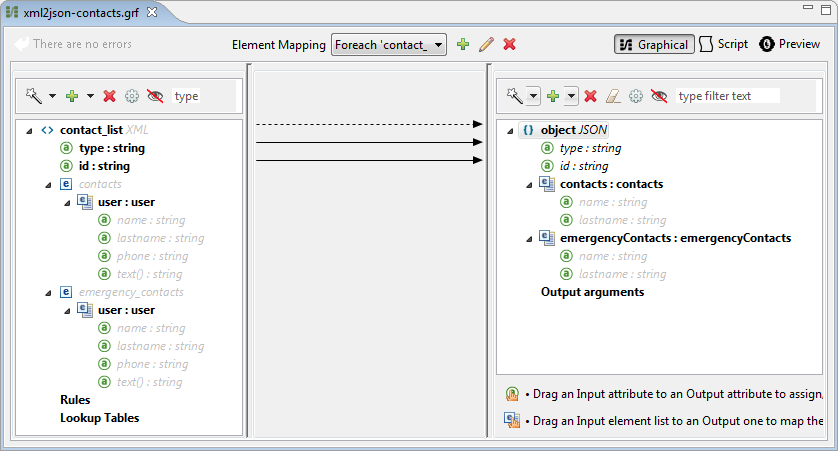 xml2json-contacts.grf
There are no errors
Element Mapping
Foreach 'contact_
Graphical
Script
Preview
type
contact_list XML
type : string
id : string
contacts
user : user
name : string
lastname : string
phone : string
text() : string
emergency_contacts
user : user
name : string
lastname : string
phone : string
text() : string
Rules
Lookup Tables
type filter text
object JSON
type : string
id : string
contacts : contacts
name : string
lastname : string
emergencyContacts : emergencyContacts
name : string
lastname : string
Output arguments
• Drag an Input attribute to an Output attribute to assign,
• Drag an Input element list to an Output one to map the